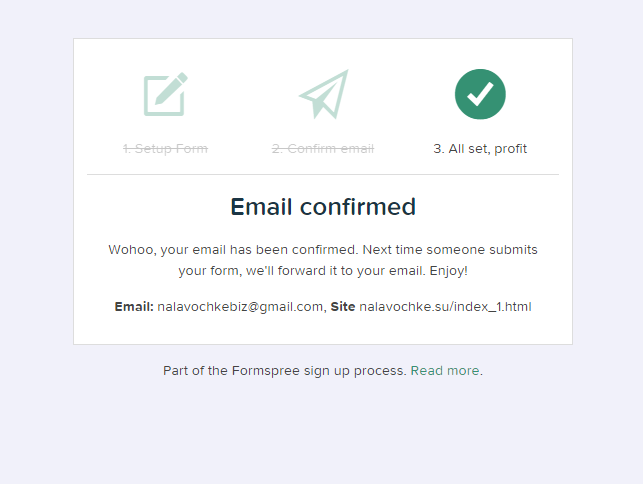 1. Setup Form
2. Confirm email
3. All set, profit
Email confirmed
Wohoo, your email has been confirmed. Next time someone submits
your form, we'll forward it to your email. Enjoy!
Email: nalavochkebiz@gmail.com, Site nalavochke.su/index_1.html
Part of the Formspree sign up process. Read more.